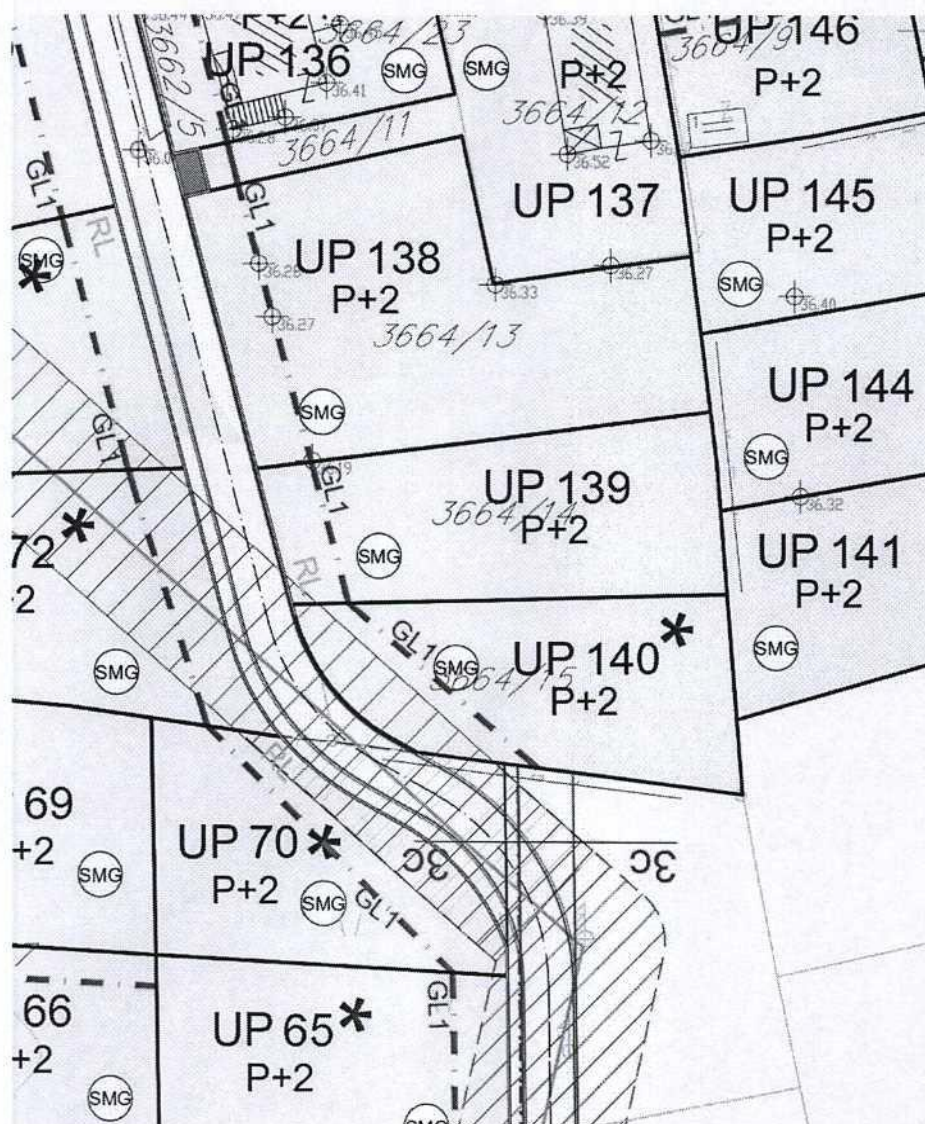 P+2
3664/23
3664/9
UP 146
P+2
UP 136
SMG
SMG
P+2
3662/5
36.41
3664/12
3664/11
36.52
GL1
GL1
RL
UP 137
UP 145
P+2
SMG
UP 138
P+2
SMG
36.28
36.27
36.33
36.27
36.40
3664/13
UP 144
P+2
SMG
SMG
GL1
GL1
UP 139
P+2
3664/14
36.32
UP 141
P+2
SMG
72*
SMG
RL
GL1
SMG
UP 140*
P+2
3664/15
SMG
RL
69
+2
SMG
UP 70*
P+2
SMG
GL1
3C
3C
66
+2
SMG
UP 65*
P+2
GL1
SMG